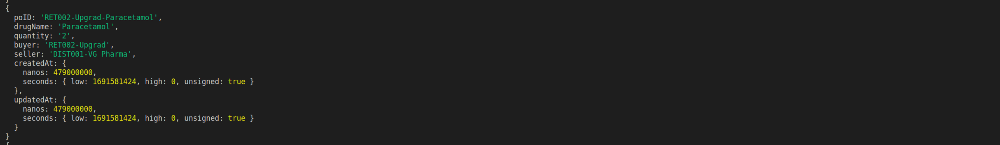 }
{
  poID: 'RET002-Upgrad-Paracetamol',
  drugName: 'Paracetamol',
  quantity: '2',
  buyer: 'RET002-Upgrad',
  seller: 'DIST001-VG Pharma',
  createdAt: {
    nanos: 479000000,
    seconds: { low: 1691581424, high: 0, unsigned: true }
  },
  updatedAt: {
    nanos: 479000000,
    seconds: { low: 1691581424, high: 0, unsigned: true }
  }
}
{